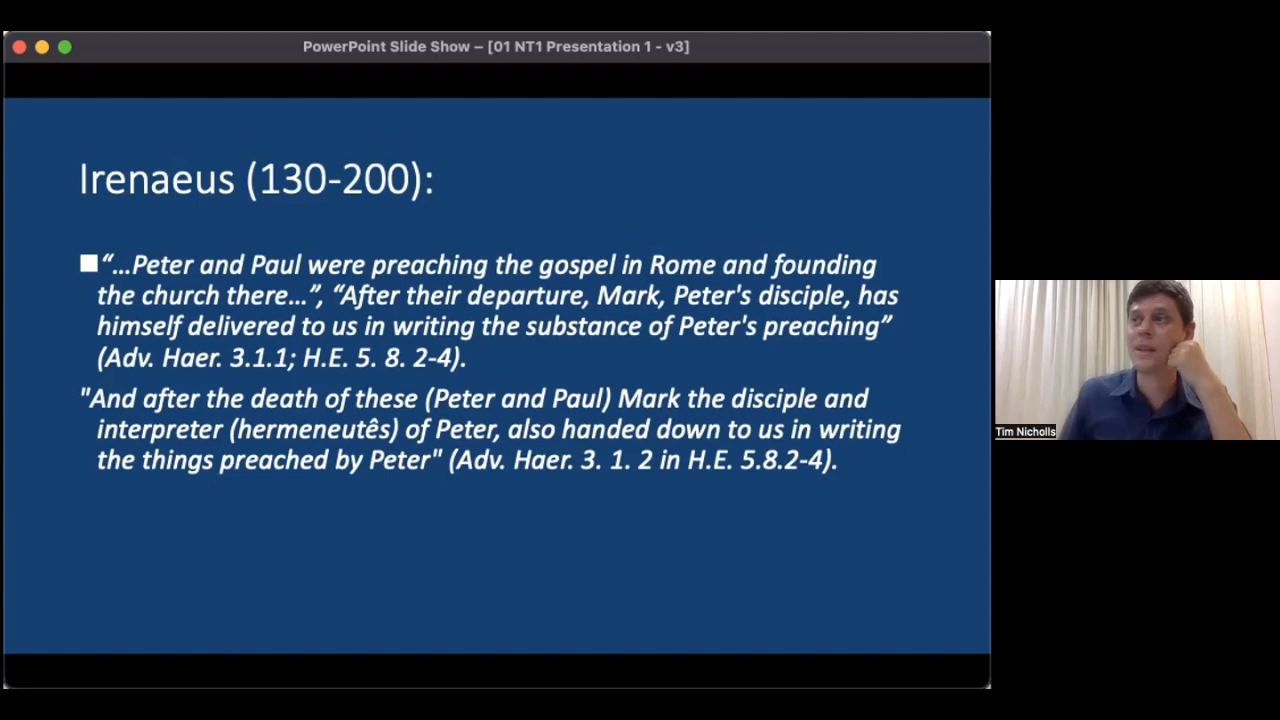 PowerPoint Slide Show – [01 NT1 Presentation 1 - v3]
Irenaeus (130-200):
“…Peter and Paul were preaching the gospel in Rome and founding
the church there…”, “After their departure, Mark, Peter's disciple, has
himself delivered to us in writing the substance of Peter's preaching”
(Adv. Haer. 3.1.1; H.E. 5. 8. 2-4).
"And after the death of these (Peter and Paul) Mark the disciple and
interpreter (hermeneutês) of Peter, also handed down to us in writing
the things preached by Peter" (Adv. Haer. 3. 1. 2 in H.E. 5.8.2-4).
Tim Nicholls